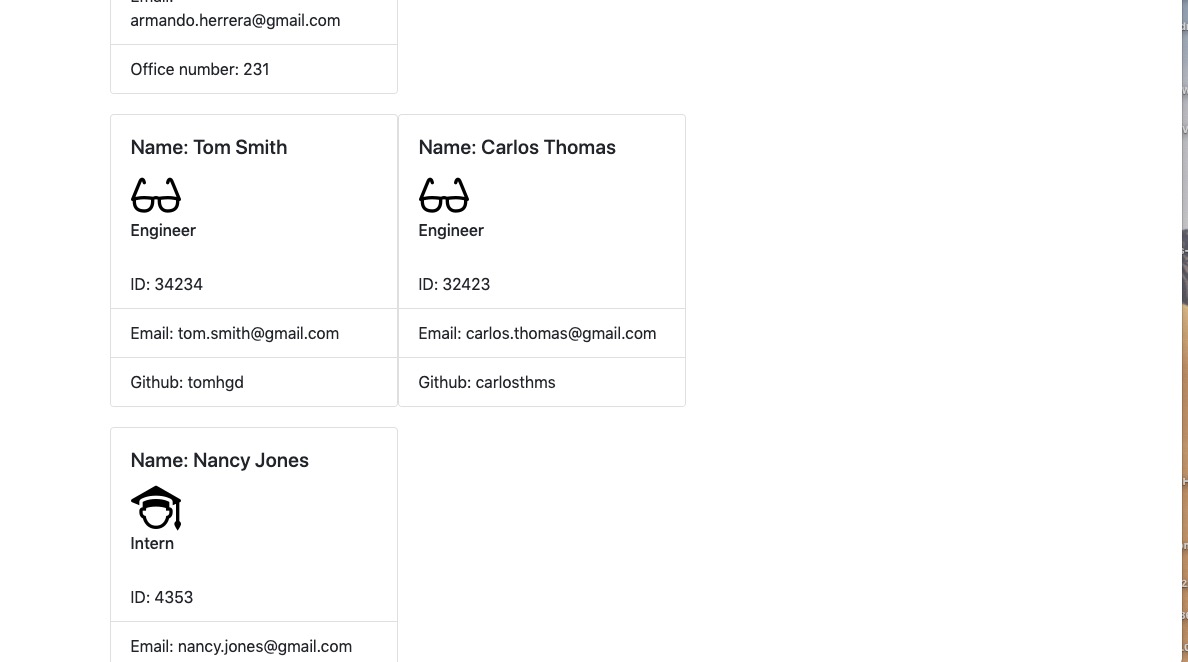 armando.herrera@gmail.com
Office number: 231
Name: Tom Smith
Engineer
ID: 34234
Email: tom.smith@gmail.com
Github: tomhgd
Name: Carlos Thomas
Engineer
ID: 32423
Email: carlos.thomas@gmail.com
Github: carlosthms
Name: Nancy Jones
Intern
ID: 4353
Email: nancy.jones@gmail.com